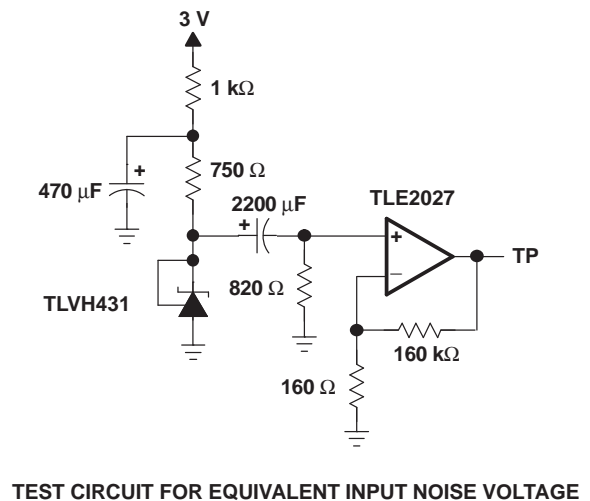 3 V
1 kΩ
750 Ω
+
470 μF
2200 μF
TLE2027
+
+
–
TP
820 Ω
TLVH431
160 kΩ
160 Ω
TEST CIRCUIT FOR EQUIVALENT INPUT NOISE VOLTAGE